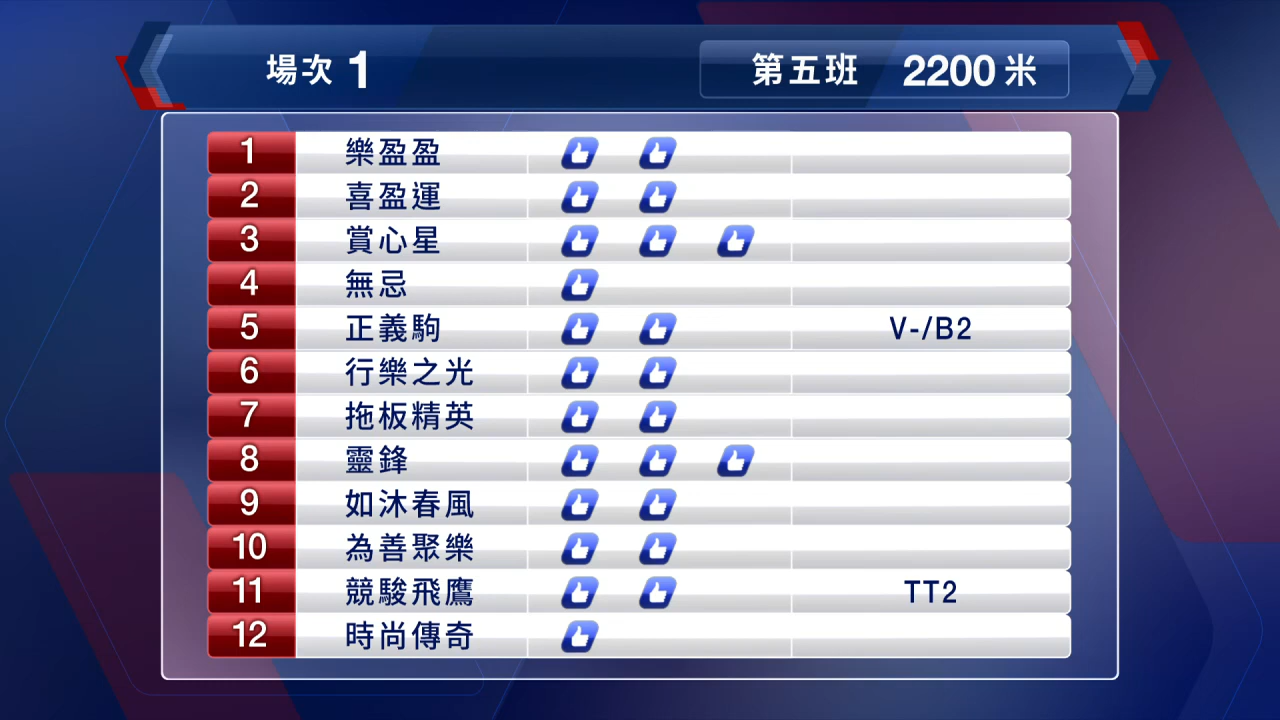 場次 1 第五班 2200 米
1 樂盈盈
2 喜盈運
3 賞心星
4 無忌
5 正義駒 V-/B2
6 行樂之光
7 拖板精英
8 靈鋒
9 如沐春風
10 為善聚樂
11 競駿飛鷹 TT2
12 時尚傳奇